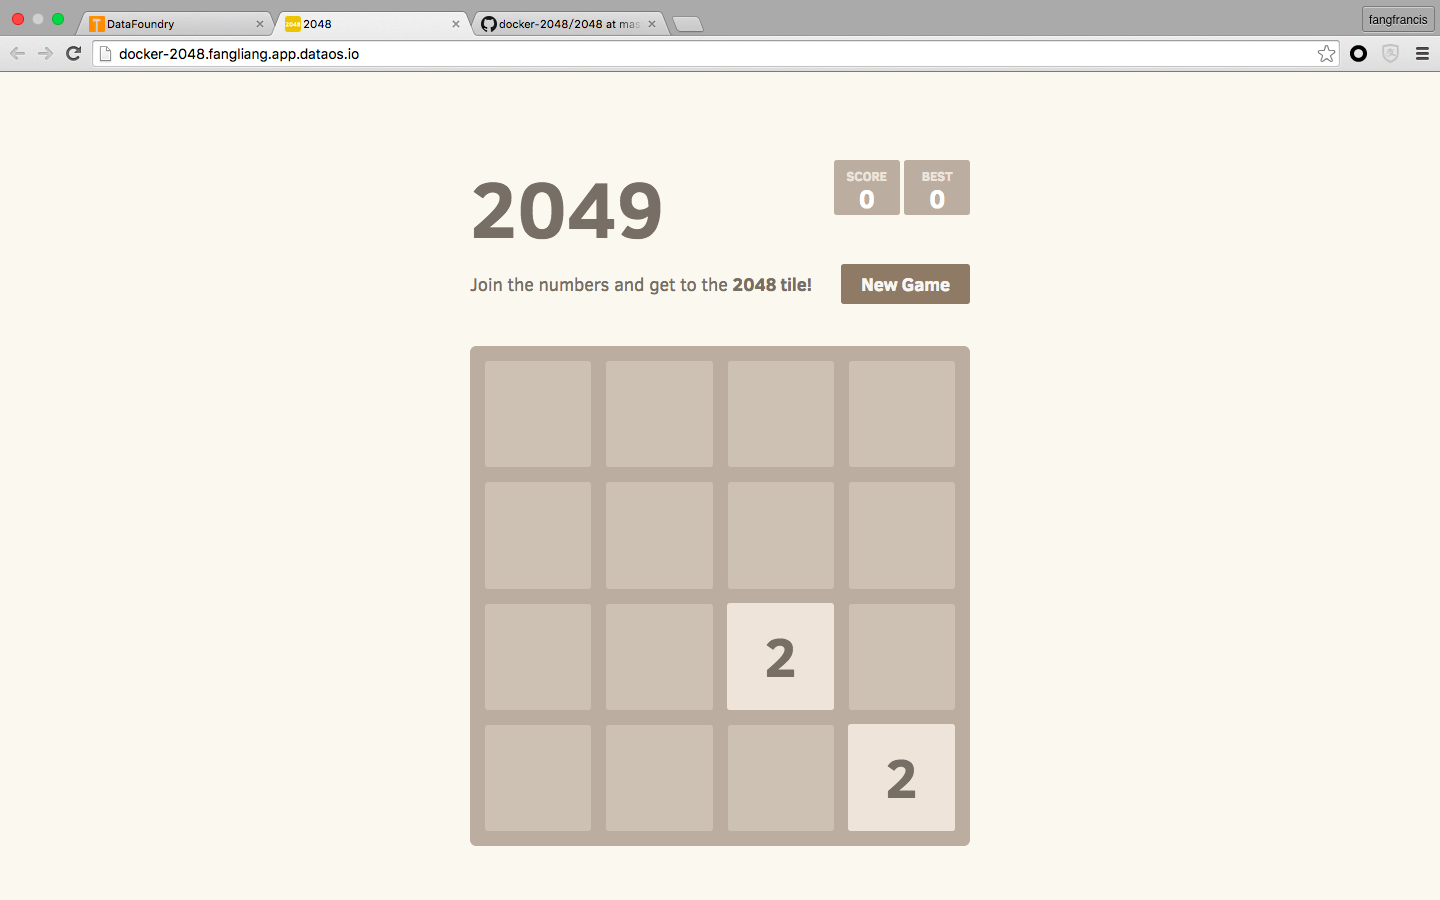 DataFoundry
2048
2048
docker-2048/2048 at mas
fangfrancis
docker-2048.fangliang.app.dataos.io
2049
SCORE
0
BEST
0
Join the numbers and get to the 2048 tile!
New Game
2
2